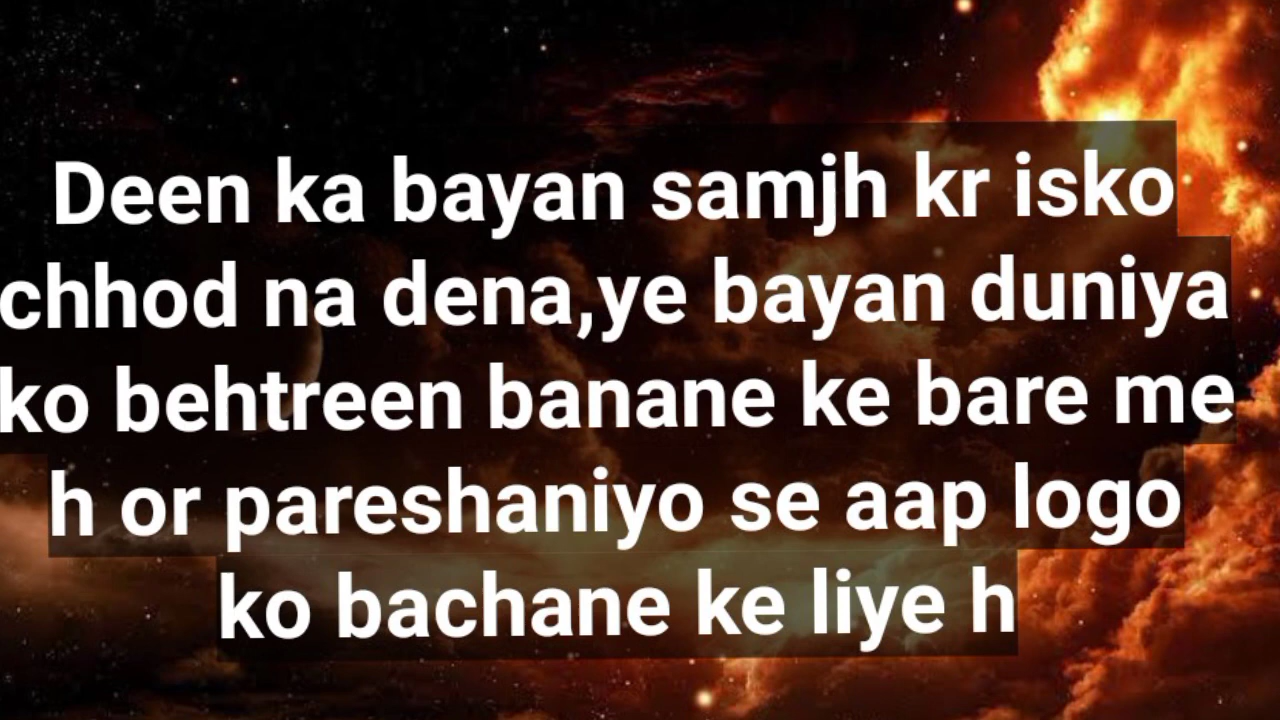 Deen ka bayan samjh kr isko
chhod na dena,ye bayan duniya
ko behtreen banane ke bare me
h or pareshaniyo se aap logo
ko bachane ke liye h